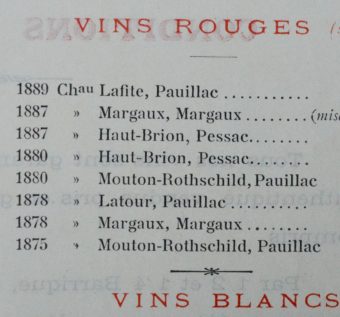 VINS ROUGES
1889 Chau Lafite, Pauillac ..........
1887 » Margaux, Margaux ........ (mise
1887 » Haut-Brion, Pessac..........
1880 » Haut-Brion, Pessac..........
1880 » Mouton-Rothschild, Pauillac
1878 » Latour, Pauillac..........
1878 » Margaux, Margaux ........
1875 » Mouton-Rothschild, Pauillac
VINS BLANCS